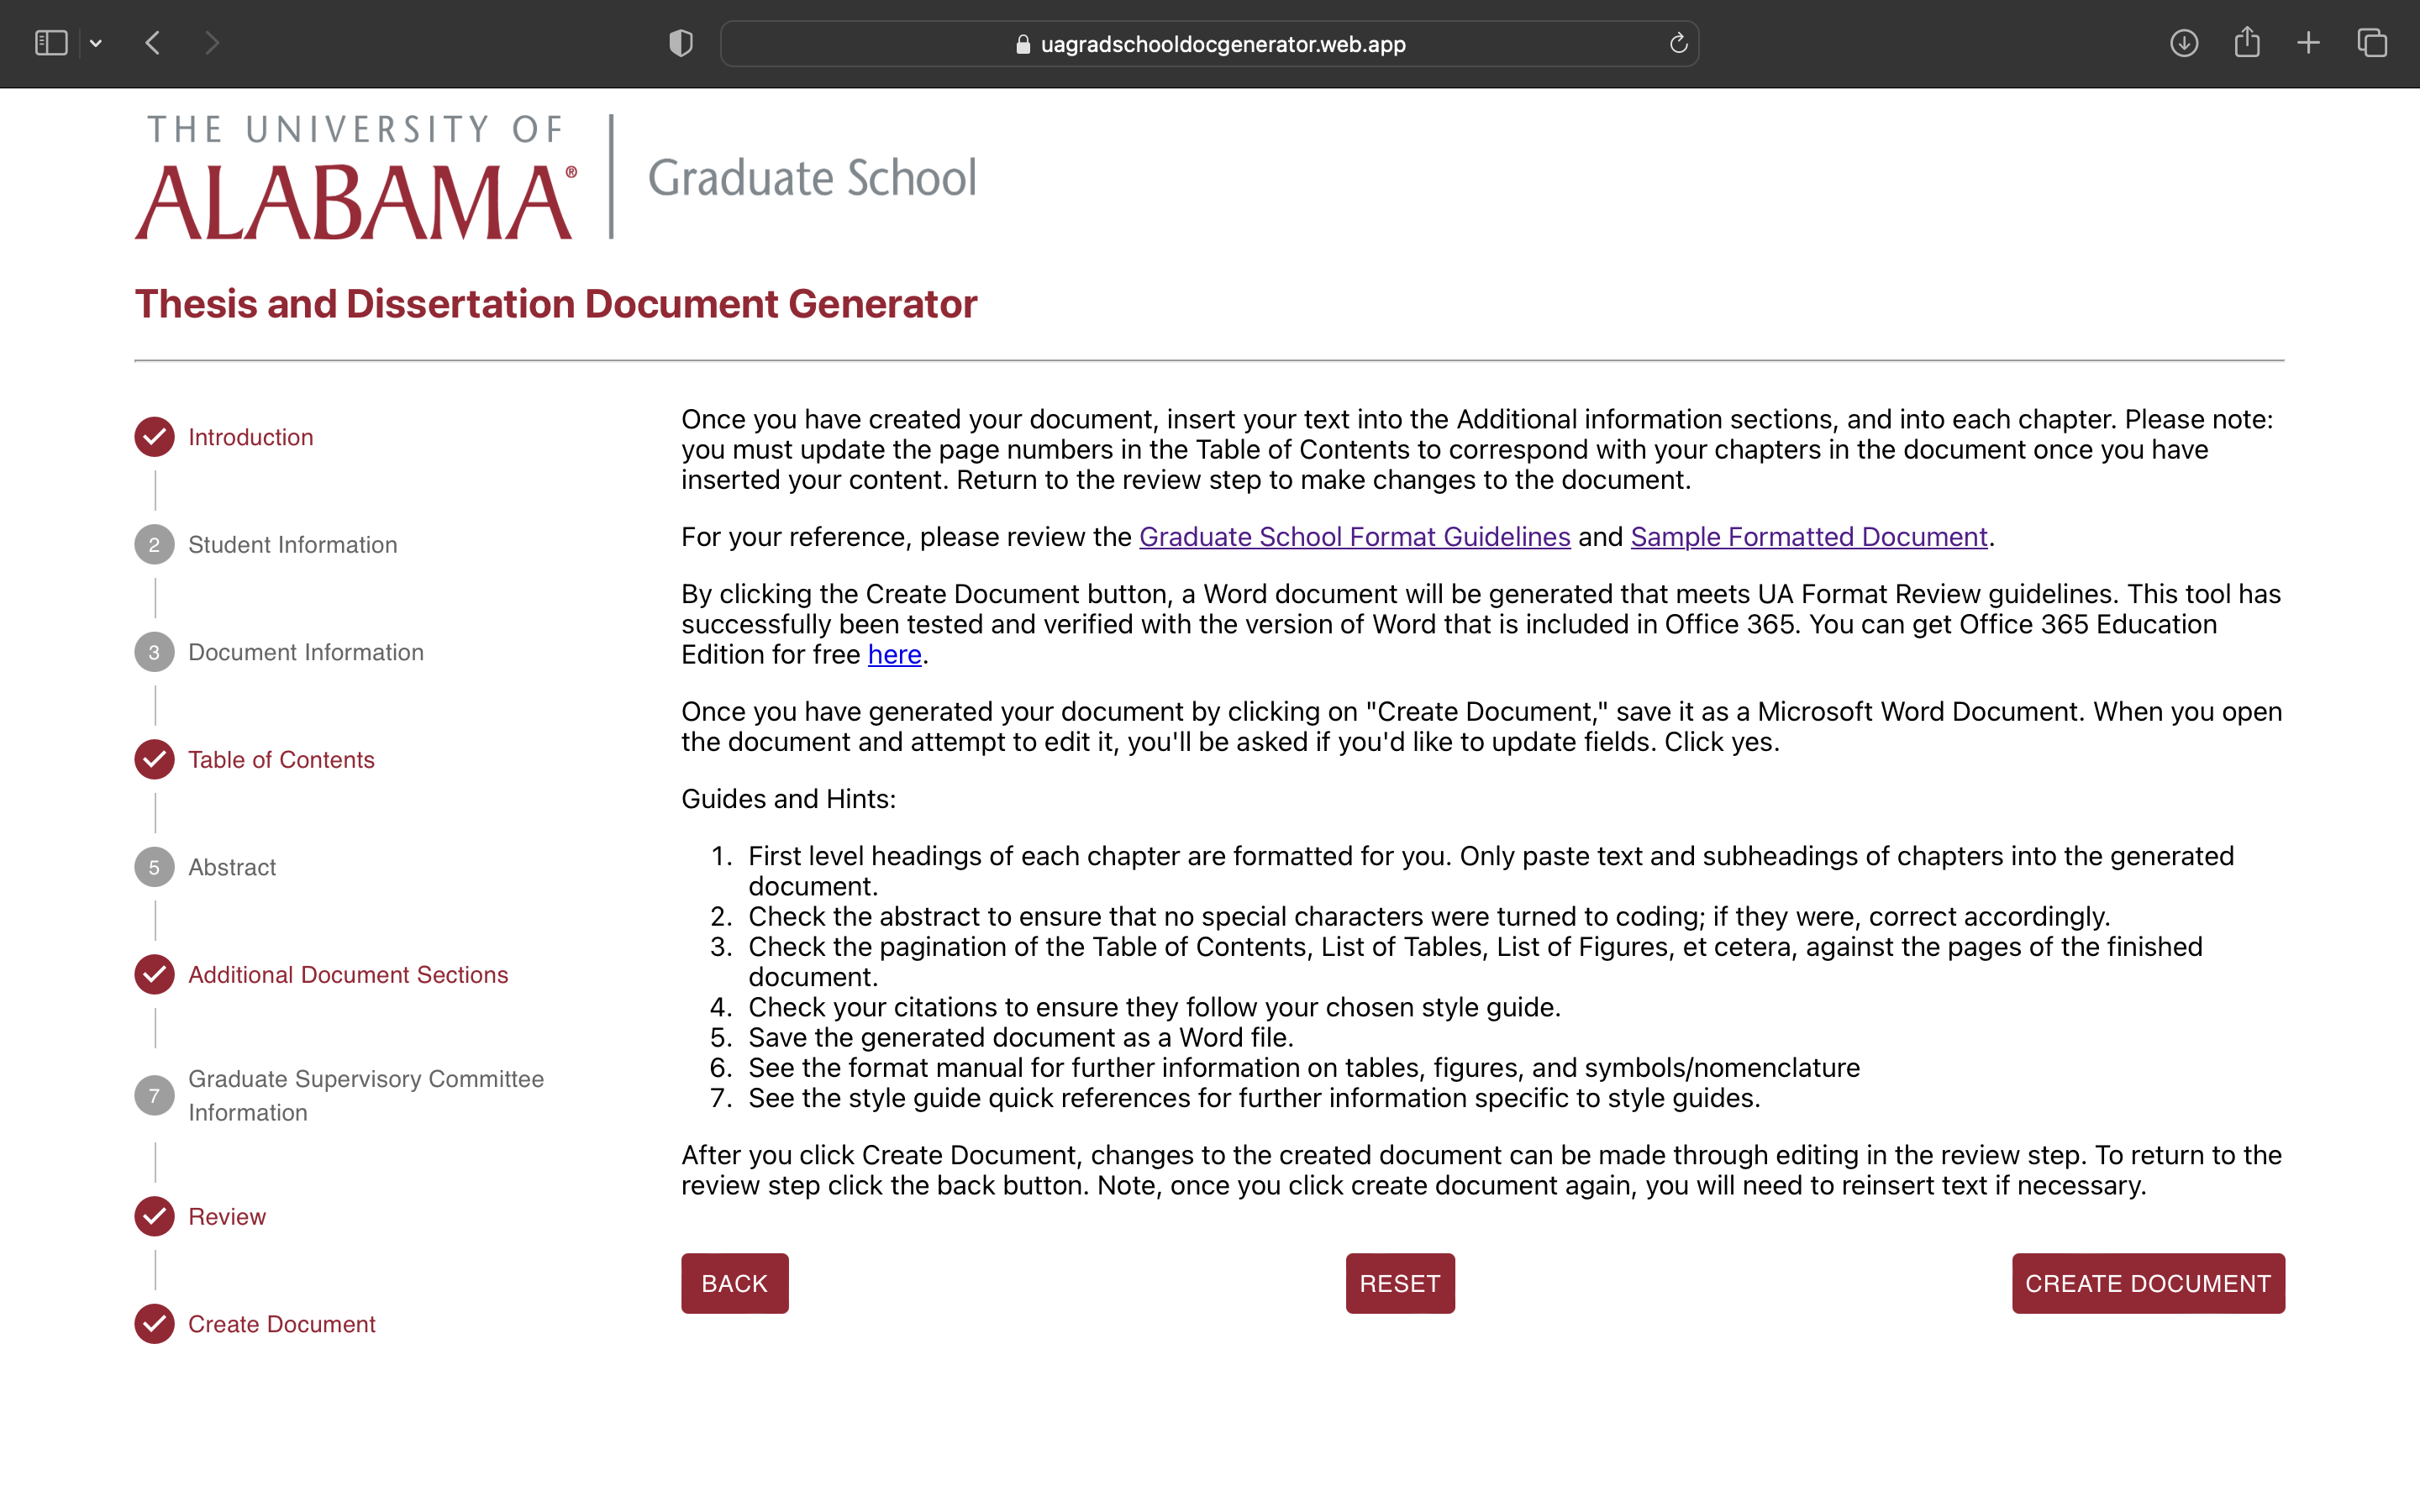 uagradschooldocgenerator.web.app
THE UNIVERSITY OF
ALABAMA®
Graduate School
Thesis and Dissertation Document Generator
Introduction
2 Student Information
3 Document Information
Table of Contents
5 Abstract
Additional Document Sections
7 Graduate Supervisory Committee
Information
Review
Create Document
Once you have created your document, insert your text into the Additional information sections, and into each chapter. Please note:
you must update the page numbers in the Table of Contents to correspond with your chapters in the document once you have
inserted your content. Return to the review step to make changes to the document.
For your reference, please review the Graduate School Format Guidelines and Sample Formatted Document.
By clicking the Create Document button, a Word document will be generated that meets UA Format Review guidelines. This tool has
successfully been tested and verified with the version of Word that is included in Office 365. You can get Office 365 Education
Edition for free here.
Once you have generated your document by clicking on "Create Document," save it as a Microsoft Word Document. When you open
the document and attempt to edit it, you'll be asked if you'd like to update fields. Click yes.
Guides and Hints:
1. First level headings of each chapter are formatted for you. Only paste text and subheadings of chapters into the generated
document.
2. Check the abstract to ensure that no special characters were turned to coding; if they were, correct accordingly.
3. Check the pagination of the Table of Contents, List of Tables, List of Figures, et cetera, against the pages of the finished
document.
4. Check your citations to ensure they follow your chosen style guide.
5. Save the generated document as a Word file.
6. See the format manual for further information on tables, figures, and symbols/nomenclature
7. See the style guide quick references for further information specific to style guides.
After you click Create Document, changes to the created document can be made through editing in the review step. To return to the
review step click the back button. Note, once you click create document again, you will need to reinsert text if necessary.
BACK
RESET
CREATE DOCUMENT